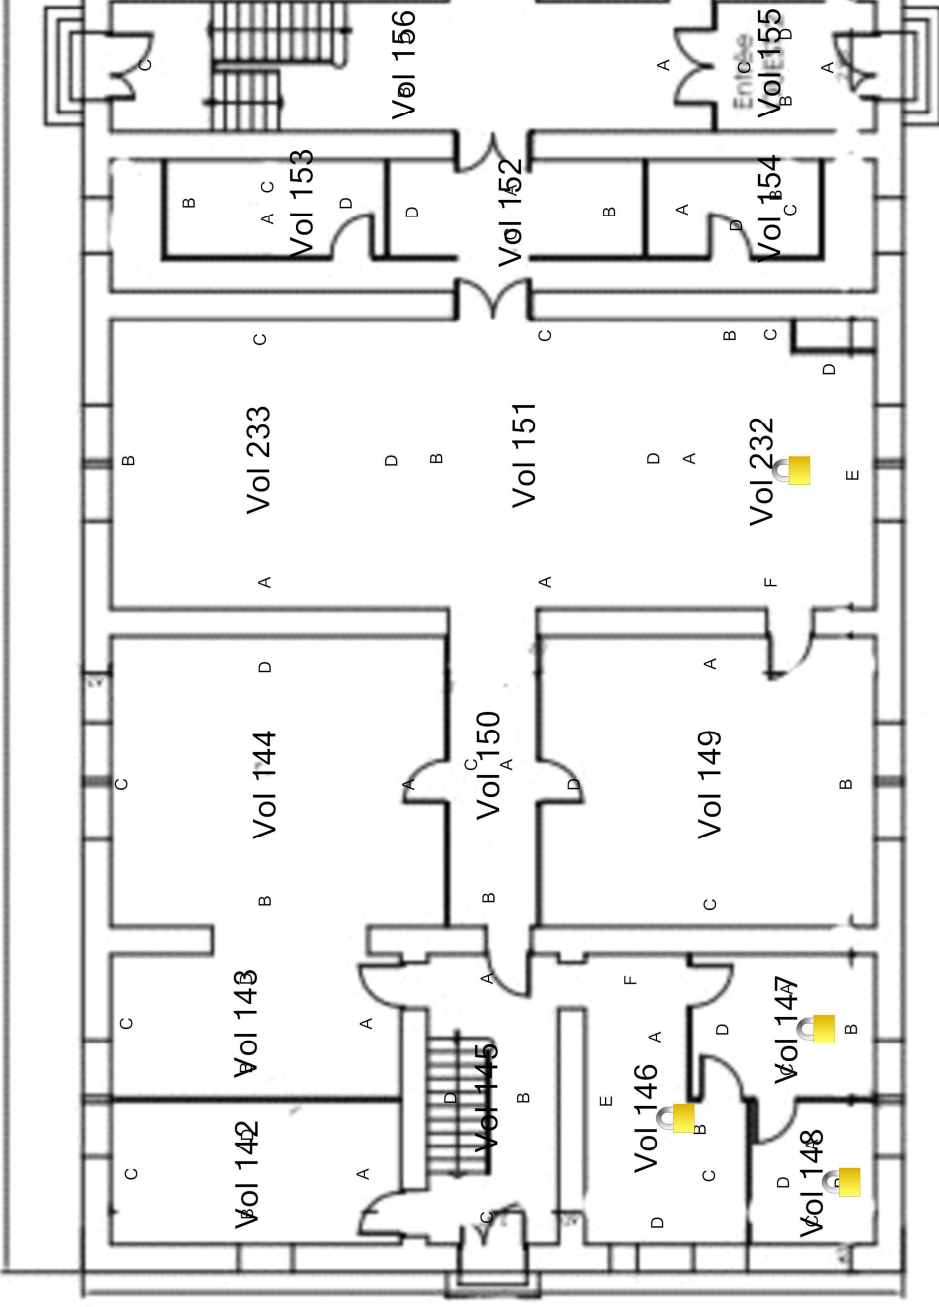 Vol 156
Vol 155
C
D
A
C
A
D
B
B
Entrée
Vol 153
Vol 152
Vol 154
C
B
A
D
D
B
A
D
B
C
C
C
C
B
C
D
Vol 233
Vol 151
Vol 232
B
D
B
D
A
E
A
A
F
D
A
Vol 144
Vol 150
Vol 149
C
A
C
A
D
B
B
B
C
Vol 143
A
F
Vol 147
C
A
A
D
B
Vol 145
D
B
E
Vol 146
B
C
Vol 142
C
A
C
D
Vol 148
D
C
D